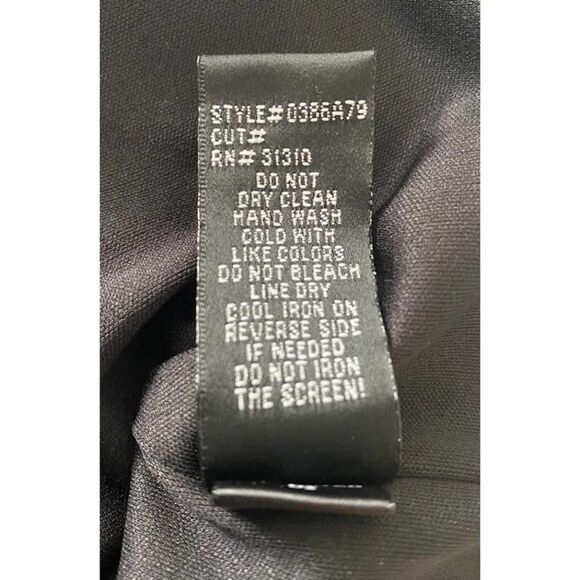 STYLE# 0386A79
CUT#
RN# 31310
DO NOT
DRY CLEAN
HAND WASH
COLD WITH
LIKE COLORS
DO NOT BLEACH
LINE DRY
COOL IRON ON
REVERSE SIDE
IF NEEDED
DO NOT IRON
THE SCREEN!